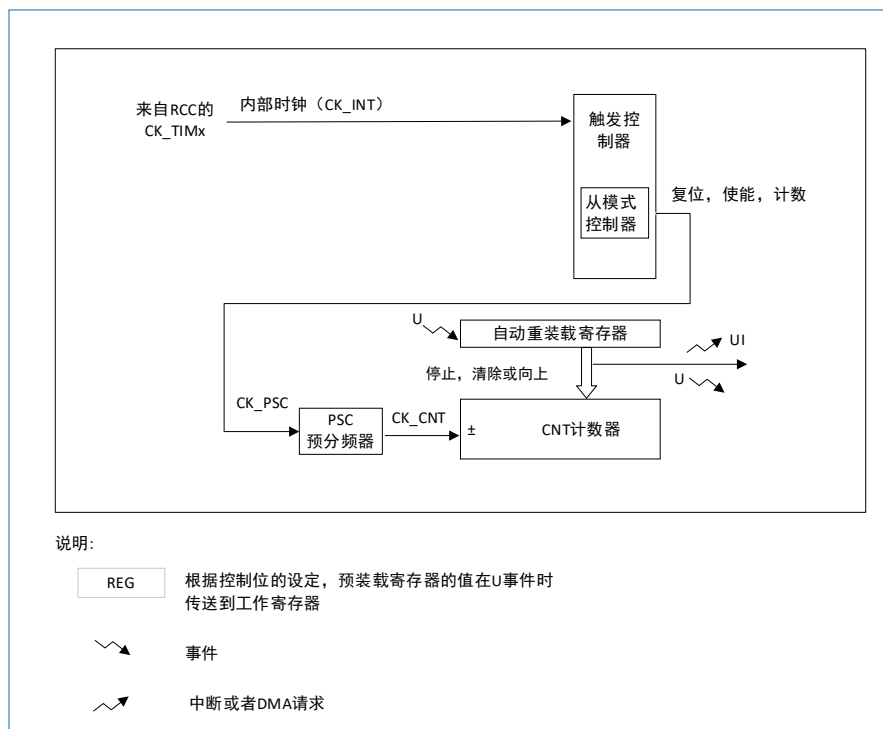 来自RCC的
CK_TIMx
内部时钟（CK_INT）
触发控
制器
从模式
控制器
复位，使能，计数
U
自动重装载寄存器
UI
停止，清除或向上
U
CK_PSC
PSC
预分频器
CK_CNT
±
CNT计数器
说明:
REG
根据控制位的设定，预装载寄存器的值在U事件时
传送到工作寄存器
事件
中断或者DMA请求